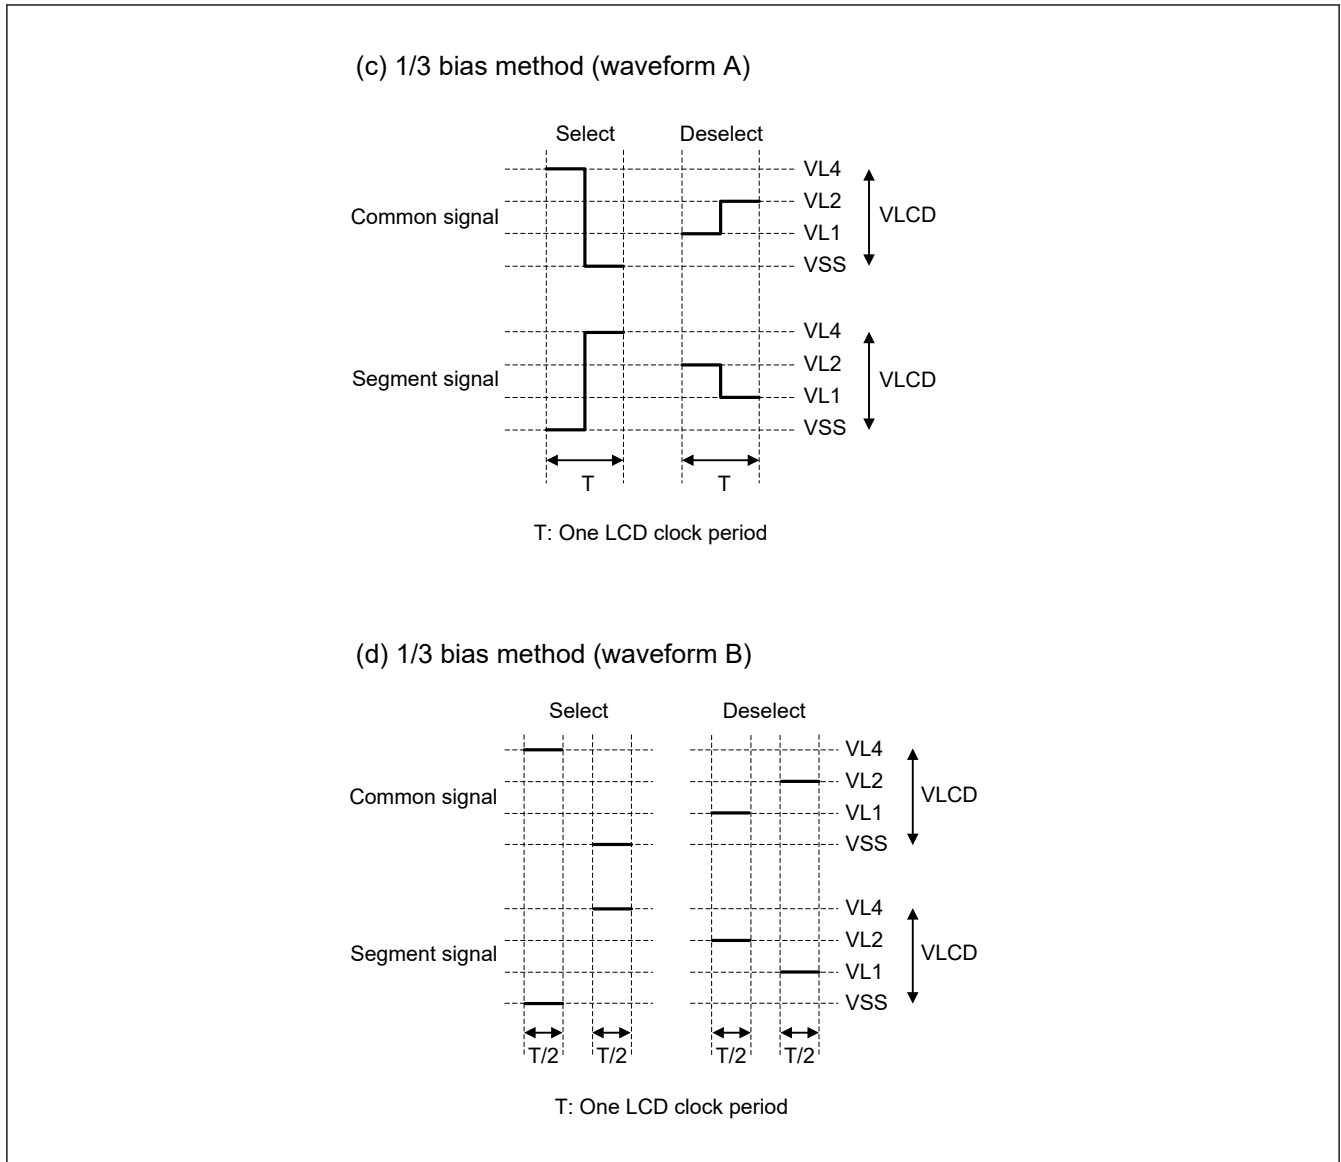 (c) 1/3 bias method (waveform A)
Select Deselect
VL4
VL2
Common signal VLCD
VL1
VSS
VL4
VL2
Segment signal VLCD
VL1
VSS
T T
T: One LCD clock period
(d) 1/3 bias method (waveform B)
Select Deselect
VL4
VL2
Common signal VLCD
VL1
VSS
VL4
VL2
Segment signal VLCD
VL1
VSS
T/2 T/2 T/2 T/2
T: One LCD clock period